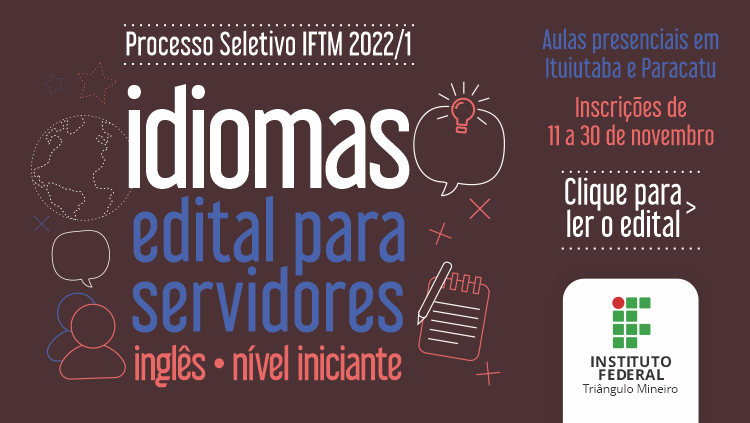 Processo Seletivo IFTM 2022/1
idiomas
edital para
servidores
inglês • nível iniciante
Aulas presenciais em
Ituiutaba e Paracatu
Inscrições de
11 a 30 de novembro
Clique para
ler o edital >
INSTITUTO
FEDERAL
Triângulo Mineiro